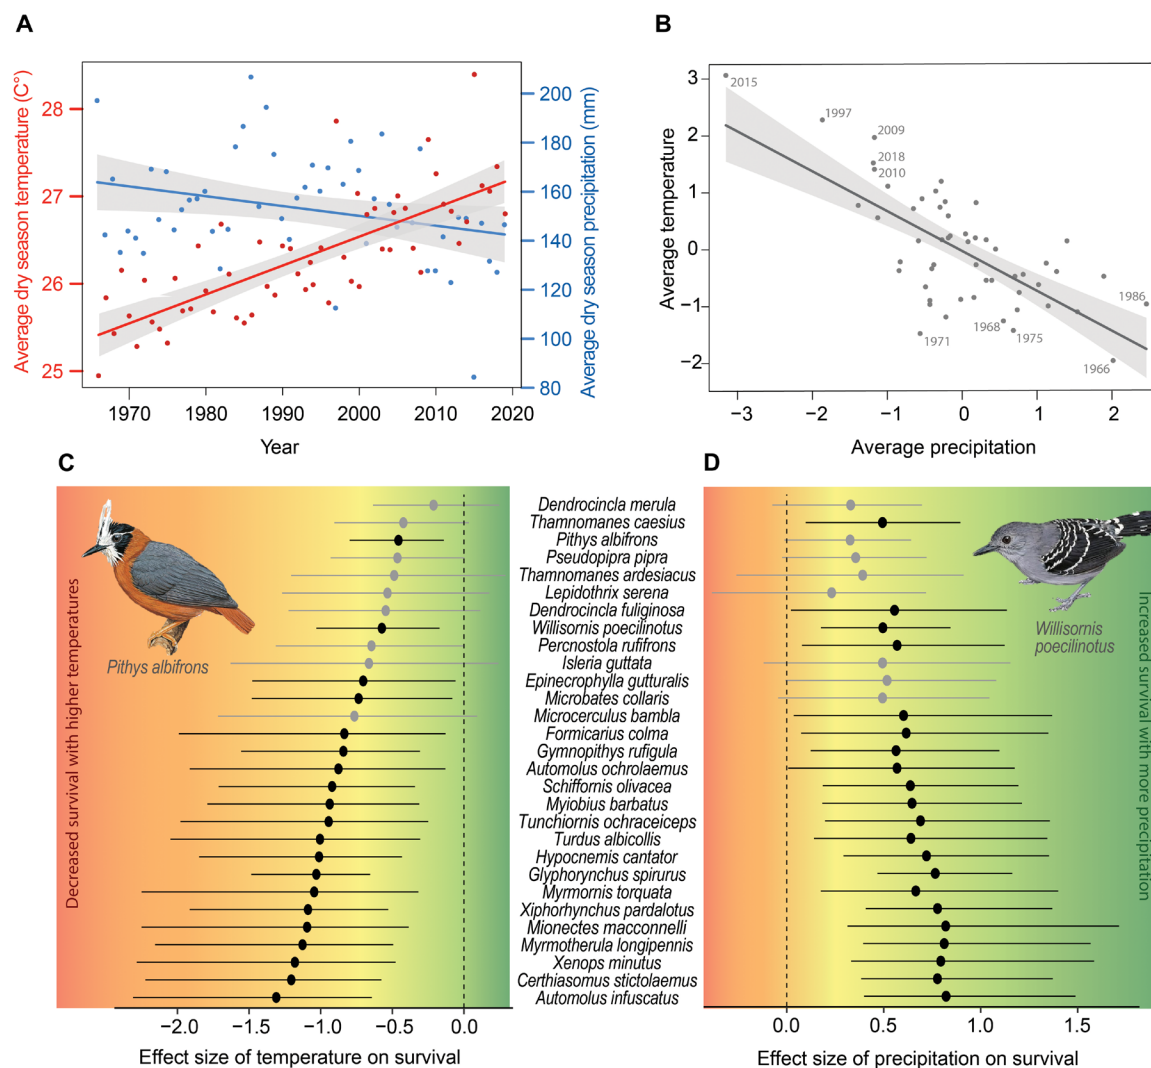 A
Average dry season temperature (C°)
28
27
26
25
Average dry season precipitation (mm)
200
180
160
140
120
100
80
1970
1980
1990
2000
2010
2020
Year
B
Average temperature
3
2
1
0
−1
−2
2015
1997
2009
2018
2010
1986
1968
1971
1975
1966
−3
−2
−1
0
1
2
Average precipitation
C
Decreased survival with higher temperatures
Pithys albifrons
Dendrocincla merula
Thamnomanes caesius
Pithys albifrons
Pseudopipra pipra
Thamnomanes ardesiacus
Lepidothrix serena
Dendrocincla fuliginosa
Willisornis poecilinotus
Percnostola rufifrons
Isleria guttata
Epinecrophylla gutturalis
Microbates collaris
Microcerculus bambla
Formicarius colma
Gymnopithys rufigula
Automolus ochrolaemus
Schiffornis olivacea
Myiobius barbatus
Tunchiornis ochraceiceps
Turdus albicollis
Hypocnemis cantator
Glyphorynchus spirurus
Myrmornis torquata
Xiphorhynchus pardalotus
Mionectes macconnelli
Myrmotherula longipennis
Xenops minutus
Certhiasomus stictolaemus
Automolus infuscatus
−2.0
−1.5
−1.0
−0.5
0.0
Effect size of temperature on survival
D
Willisornis
poecilinotus
Increased survival with more precipitation
0.0
0.5
1.0
1.5
Effect size of precipitation on survival